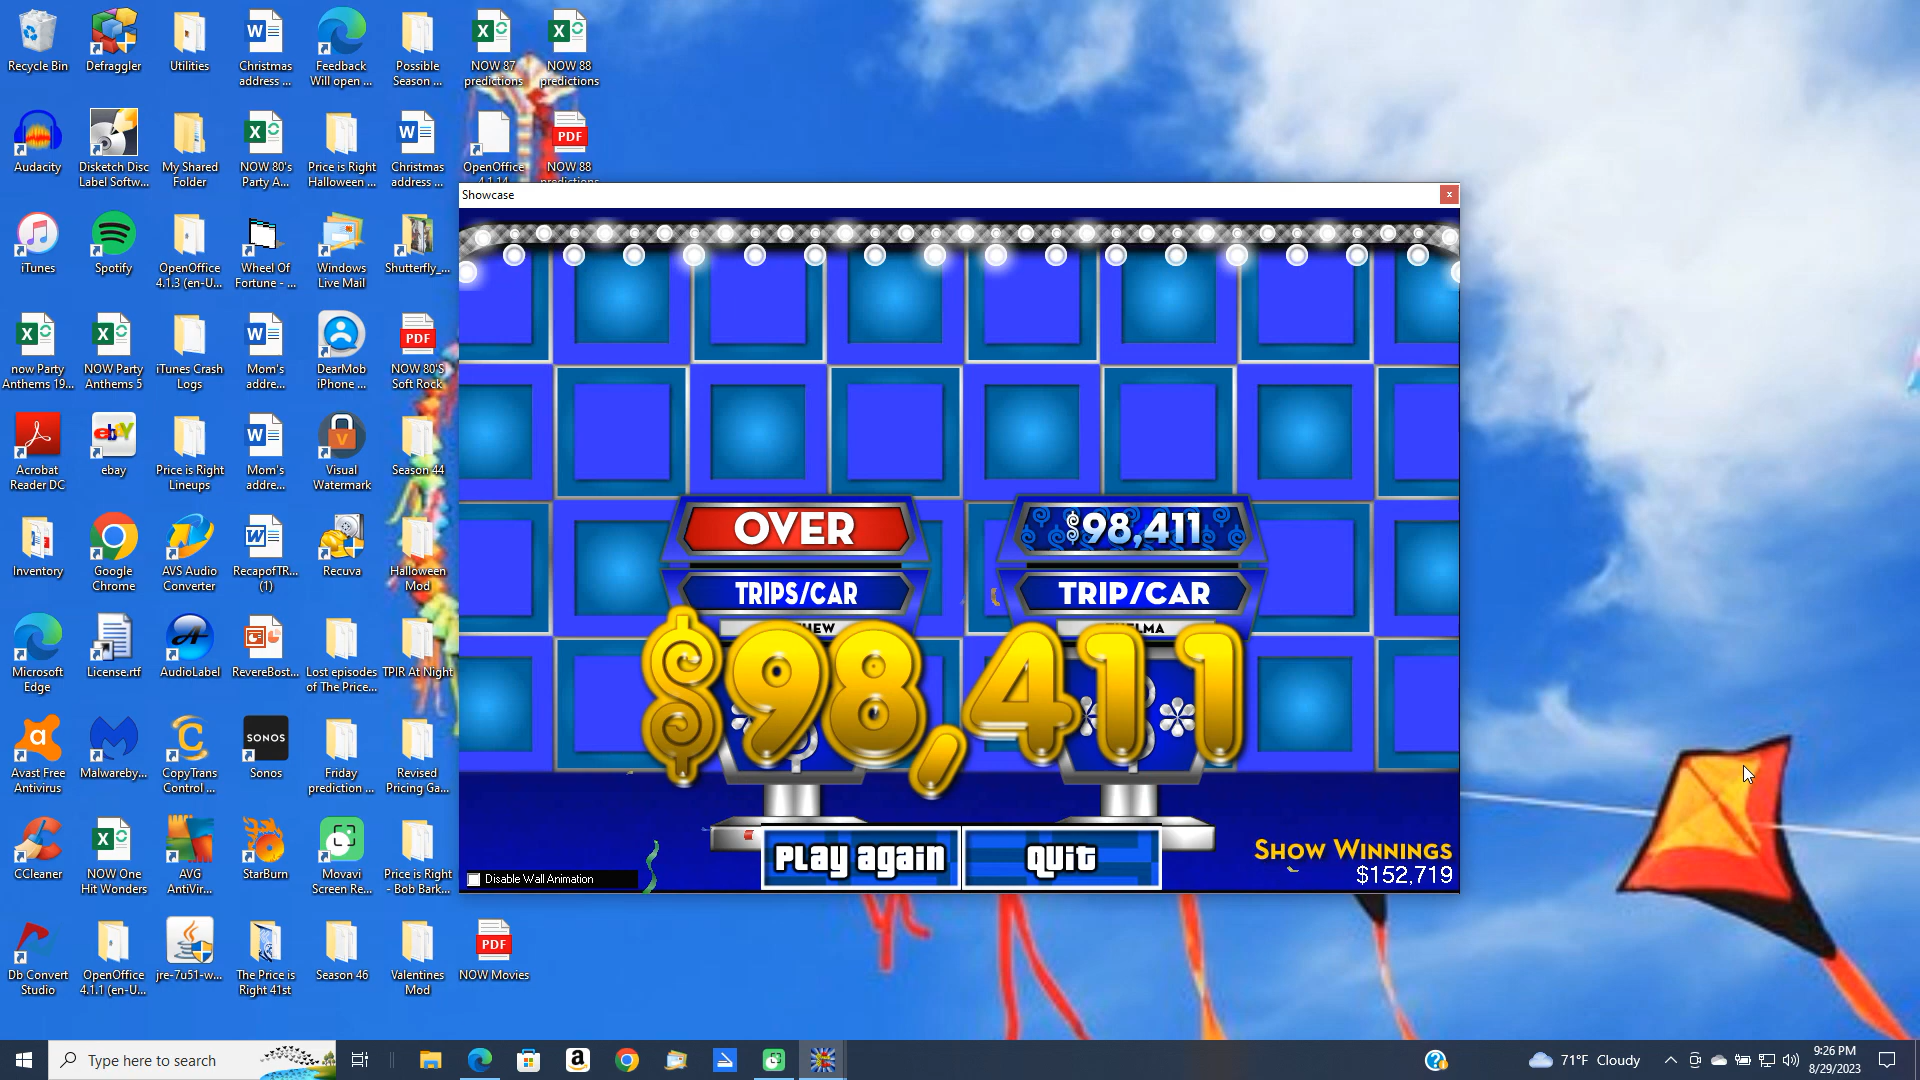 Recycle Bin
Defraggler
Utilities
Christmas
address ...
Feedback
Will open ...
Possible
Season ...
NOW 87
predictions
NOW 88
predictions
Audacity
Disketch Disc
Label Softw...
My Shared
Folder
NOW 80's
Party A...
Price is Right
Halloween ...
Christmas
address ...
OpenOffice
4.1.14
PDF
NOW 88
predictions
iTunes
Spotify
OpenOffice
4.1.3 (en-U...
Wheel Of
Fortune - ...
Windows
Live Mail
Shutterfly_...
now Party
Anthems 19...
NOW Party
Anthems 5
iTunes Crash
Logs
Mom's
addre...
DearMob
iPhone ...
PDF
NOW 80'S
Soft Rock
Acrobat
Reader DC
ebay
ebay
Price is Right
Lineups
Mom's
addre...
Visual
Watermark
Season 44
Inventory
Google
Chrome
AVS Audio
Converter
RecapofTR...
(1)
Recuva
Halloween
Mod
Microsoft
Edge
License.rtf
AudioLabel
RevereBost...
Lost episodes
of The Price...
TPIR At Night
Avast Free
Antivirus
Malwareby...
CopyTrans
Control ...
SONOS
Sonos
Friday
prediction ...
Revised
Pricing Ga...
CCleaner
NOW One
Hit Wonders
AVG
AntiVir...
StarBurn
Movavi
Screen Re...
Price is Right
- Bob Bark...
Db Convert
Studio
OpenOffice
4.1.1 (en-U...
jre-7u51-w...
The Price is
Right 41st
Season 46
Valentines
Mod
PDF
NOW Movies
Showcase
OVER
$98,411
TRIPS/CAR
TRIP/CAR
$98,411
play again
quit
Show Winnings
$152,719
Disable Wall Animation
Type here to search
71°F Cloudy
9:26 PM
8/29/2023